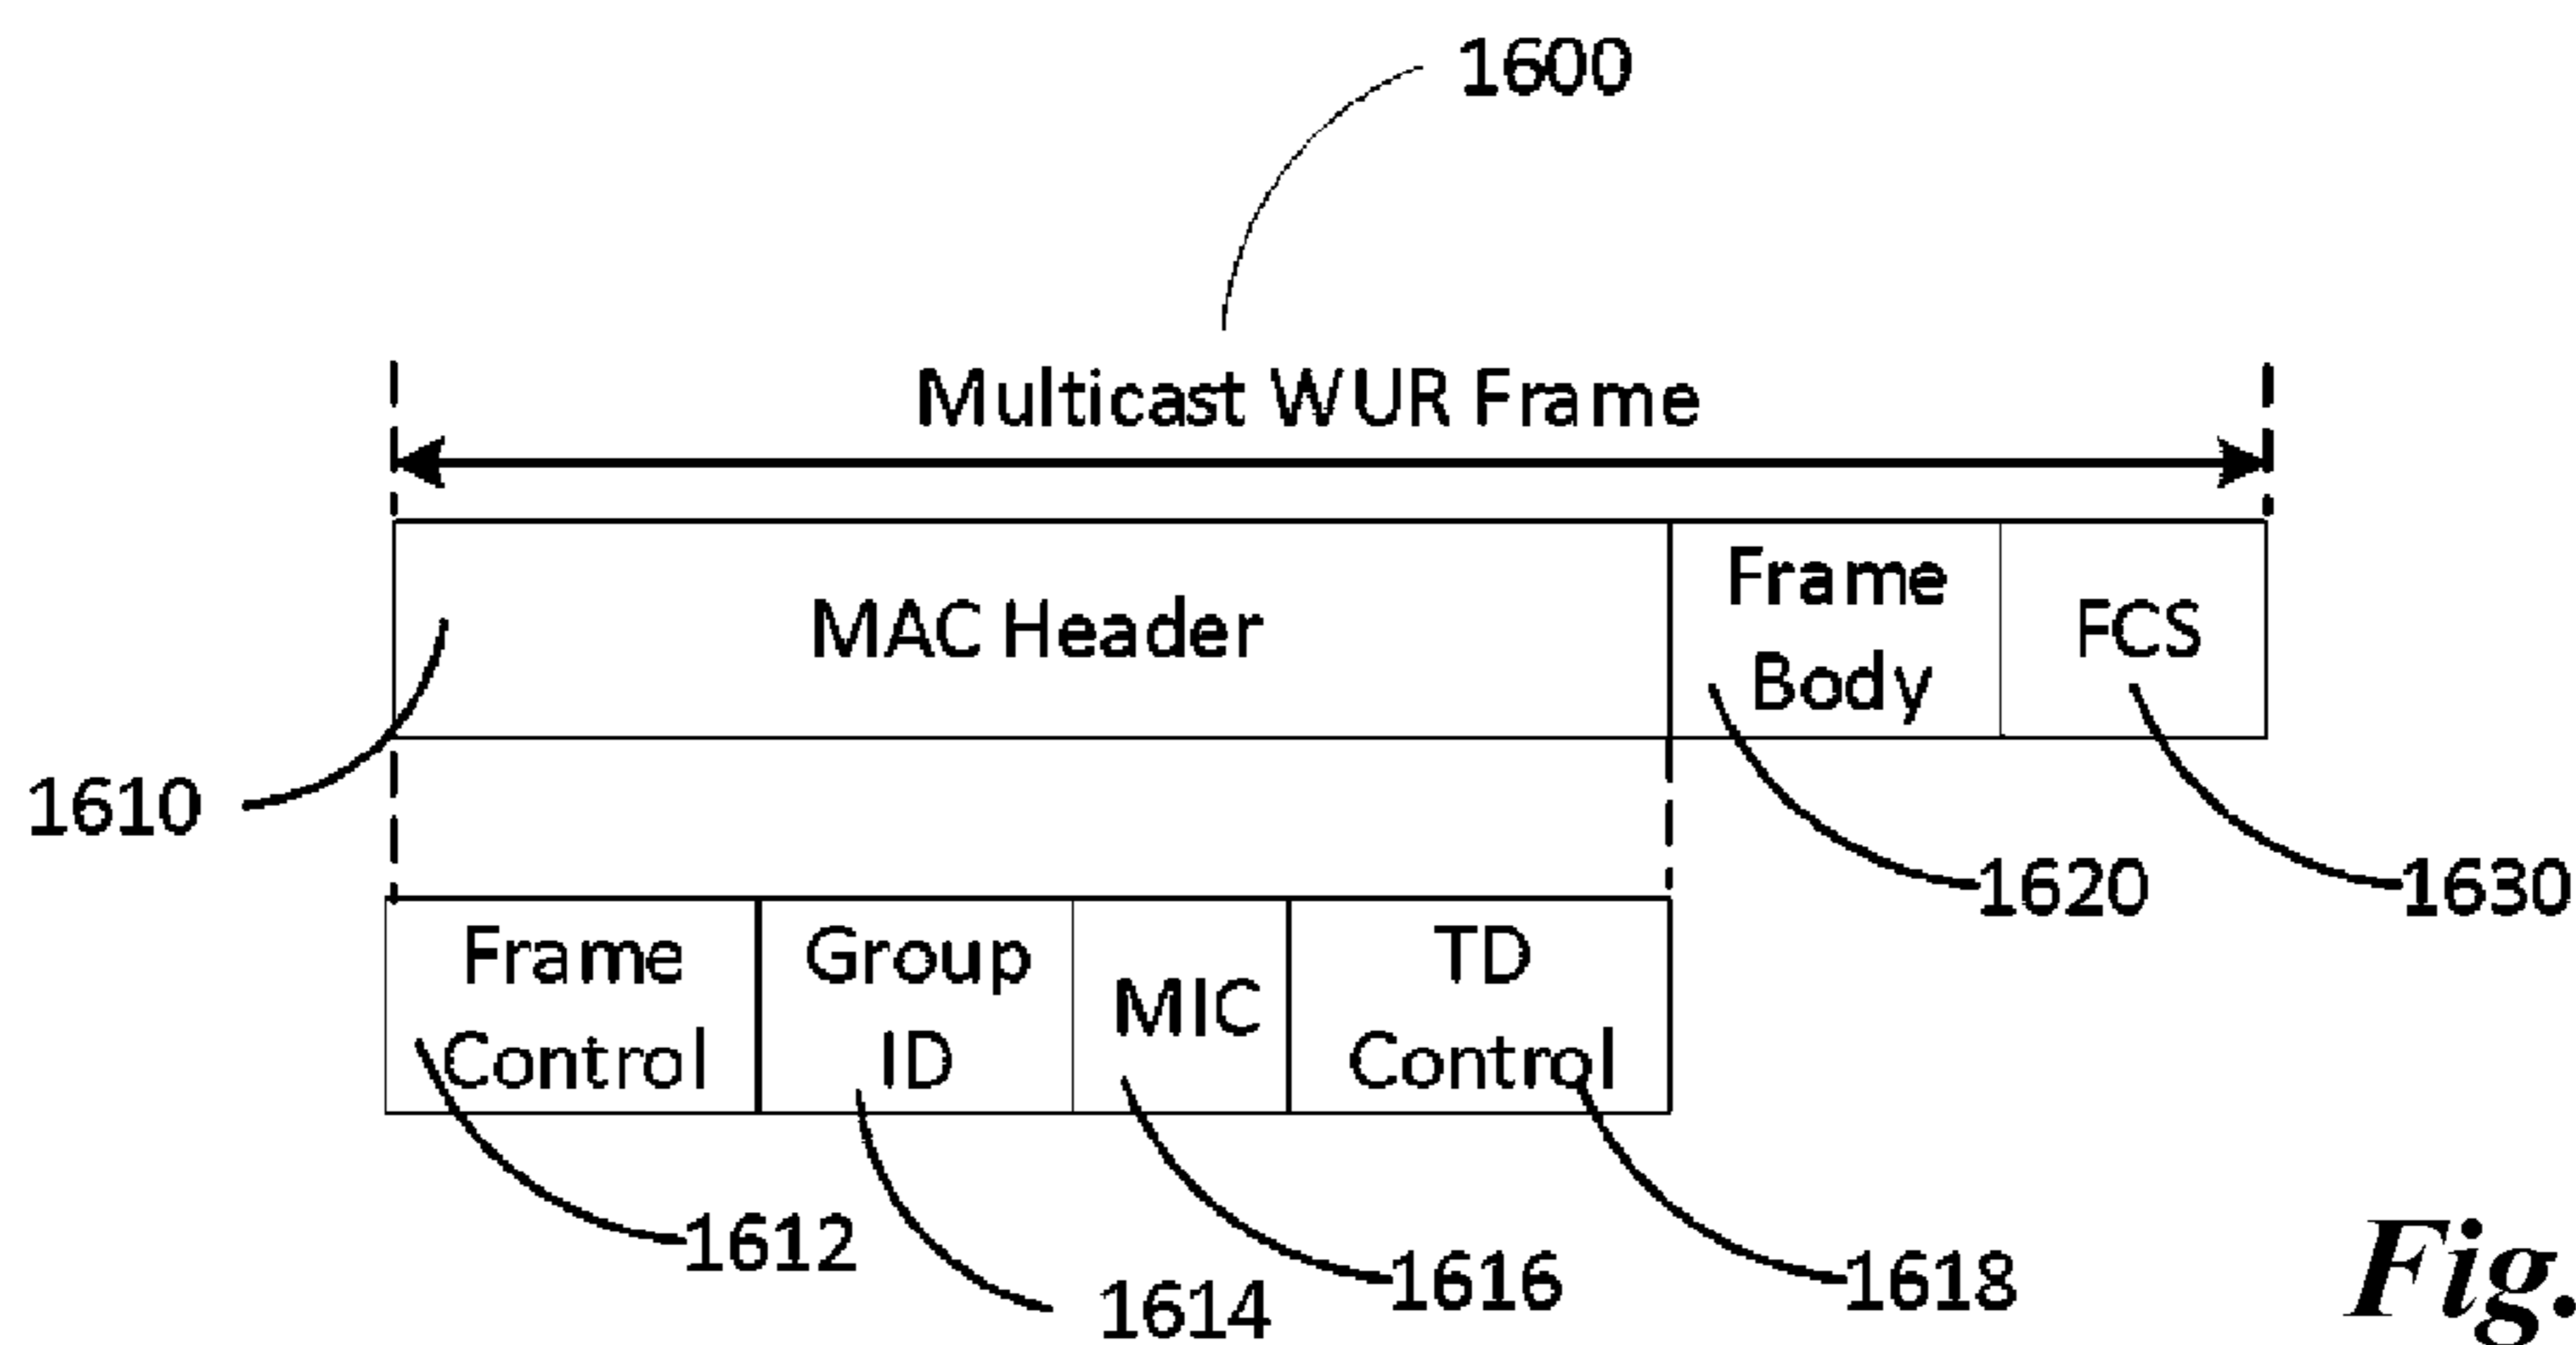 1600
Multicast WUR Frame
MAC Header
Frame
Body
FCS
1610
1620
1630
Frame
Control
Group
ID
MIC
TD
Control
1612
1614
1616
1618
Fig.